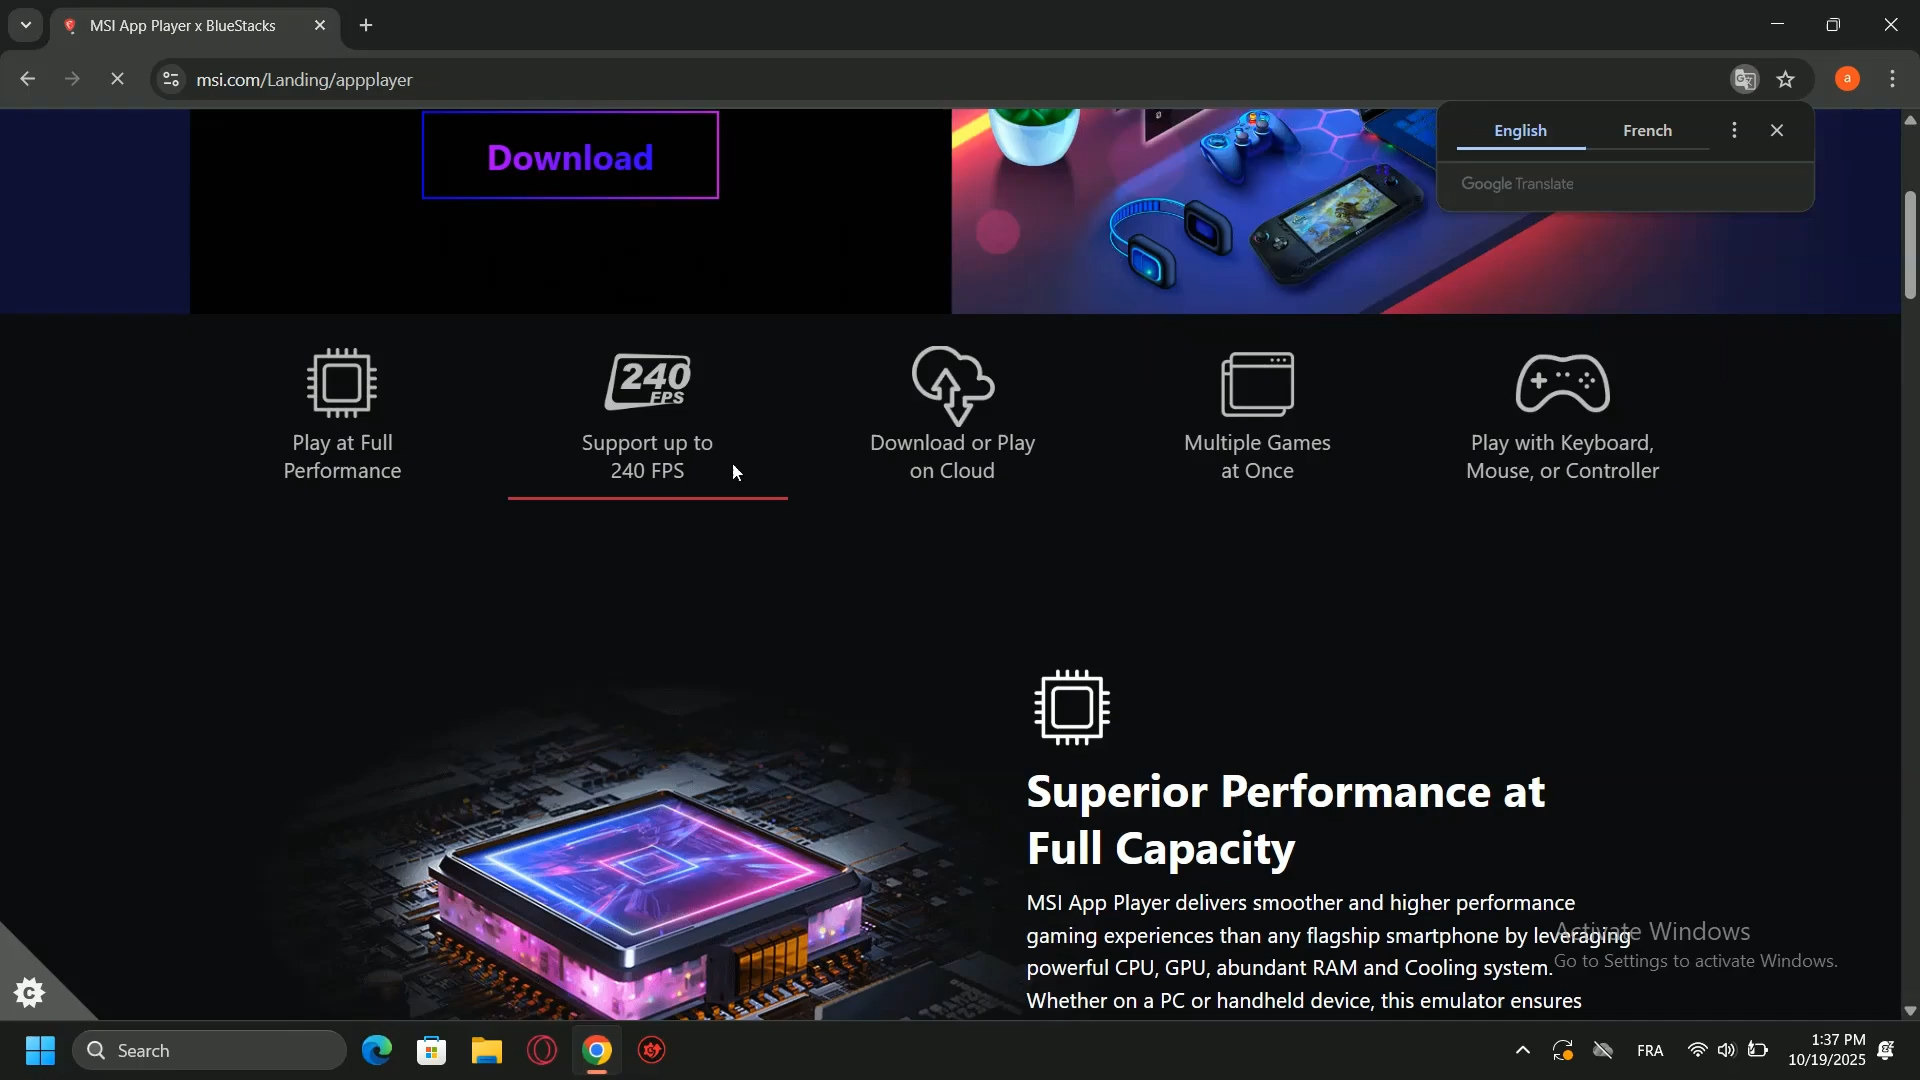 MSI App Player x BlueStacks
msi.com/Landing/appplayer
a
English
French
Google Translate
Download
240
FPS
Play at Full
Performance
Support up to
240 FPS
Download or Play
on Cloud
Multiple Games
at Once
Play with Keyboard,
Mouse, or Controller
Superior Performance at
Full Capacity
MSI App Player delivers smoother and higher performance
gaming experiences than any flagship smartphone by leveraging
powerful CPU, GPU, abundant RAM and Cooling system.
Whether on a PC or handheld device, this emulator ensures
Activate Windows
Go to Settings to activate Windows.
C
Search
FRA
1:37 PM
10/19/2025